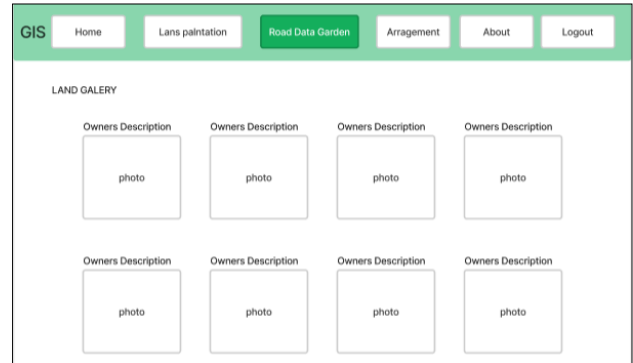 GIS Home Lans palntation Road Data Garden Arragement About Logout
LAND GALERY
Owners Description Owners Description Owners Description Owners Description
photo photo photo photo
Owners Description Owners Description Owners Description Owners Description
photo photo photo photo